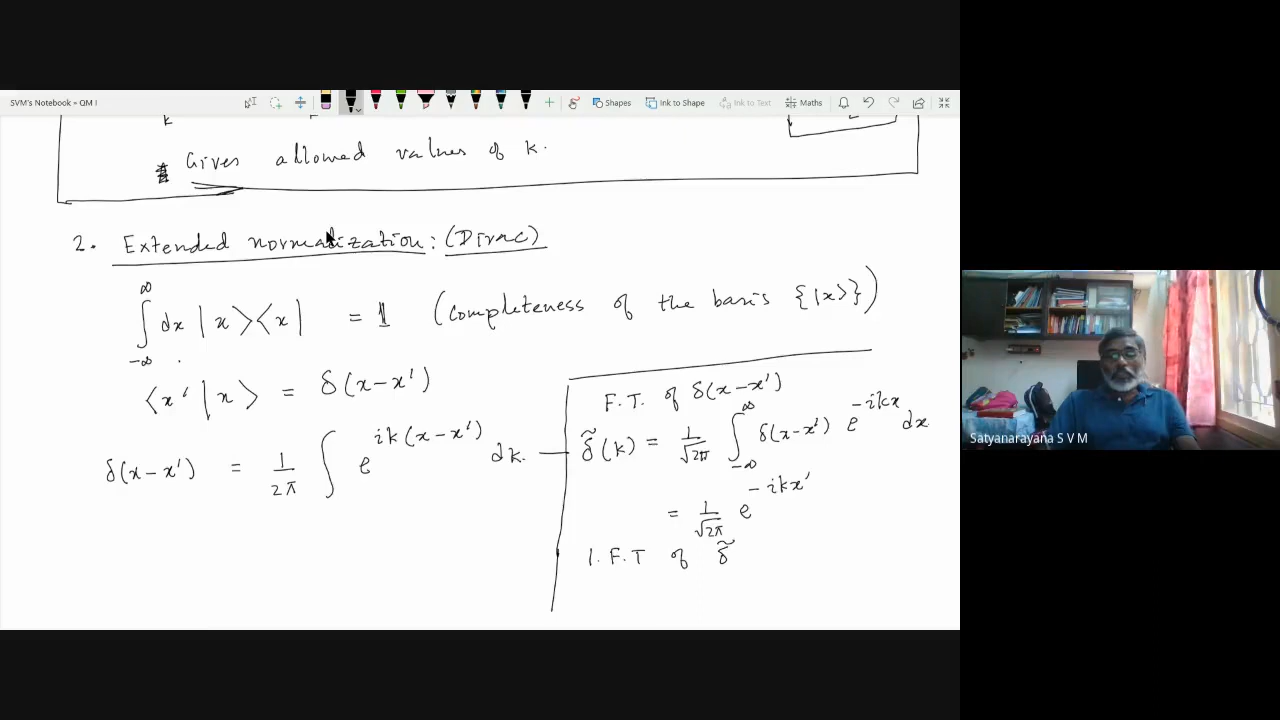 SVM's Notebook » QM I
Shapes
Ink to Shape
Ink to Text
Maths
k
* Gives allowed values of k.
2. Extended normalization: (Dirac)
∫_{-∞}^{∞} dx |x><x| = 1 (Completeness of the basis {|x>})
<x'|x> = δ(x-x')
δ(x-x') = 1/2π ∫ e^{ik(x-x')} dk.
F.T. of δ(x-x')
δ̃(k) = 1/√2π ∫_{-∞}^{∞} δ(x-x') e^{-ikx} dx
= 1/√2π e^{-ikx'}
I.F.T of δ̃
Satyanarayana S V M